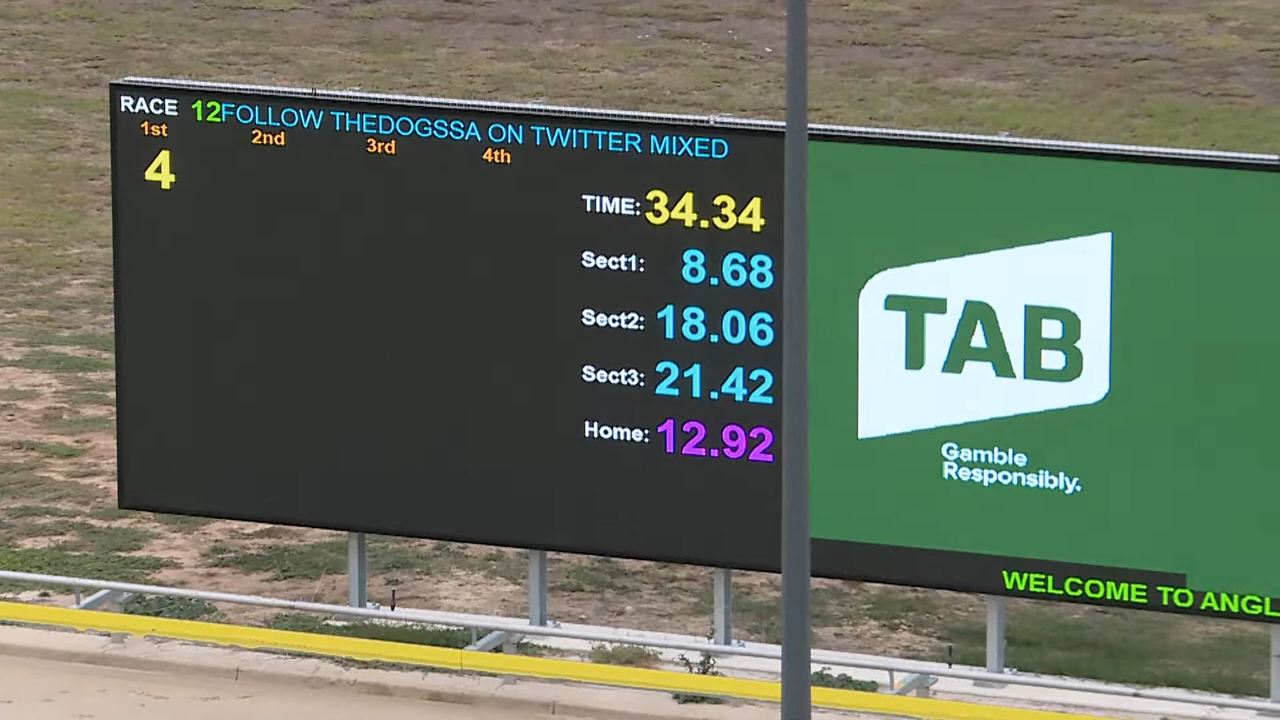 RACE 12FOLLOW THEDOGSSA ON TWITTER MIXED
1st 2nd 3rd 4th
4
TIME: 34.34
Sect1: 8.68
Sect2: 18.06
Sect3: 21.42
Home: 12.92
TAB
Gamble
Responsibly.
WELCOME TO ANGL